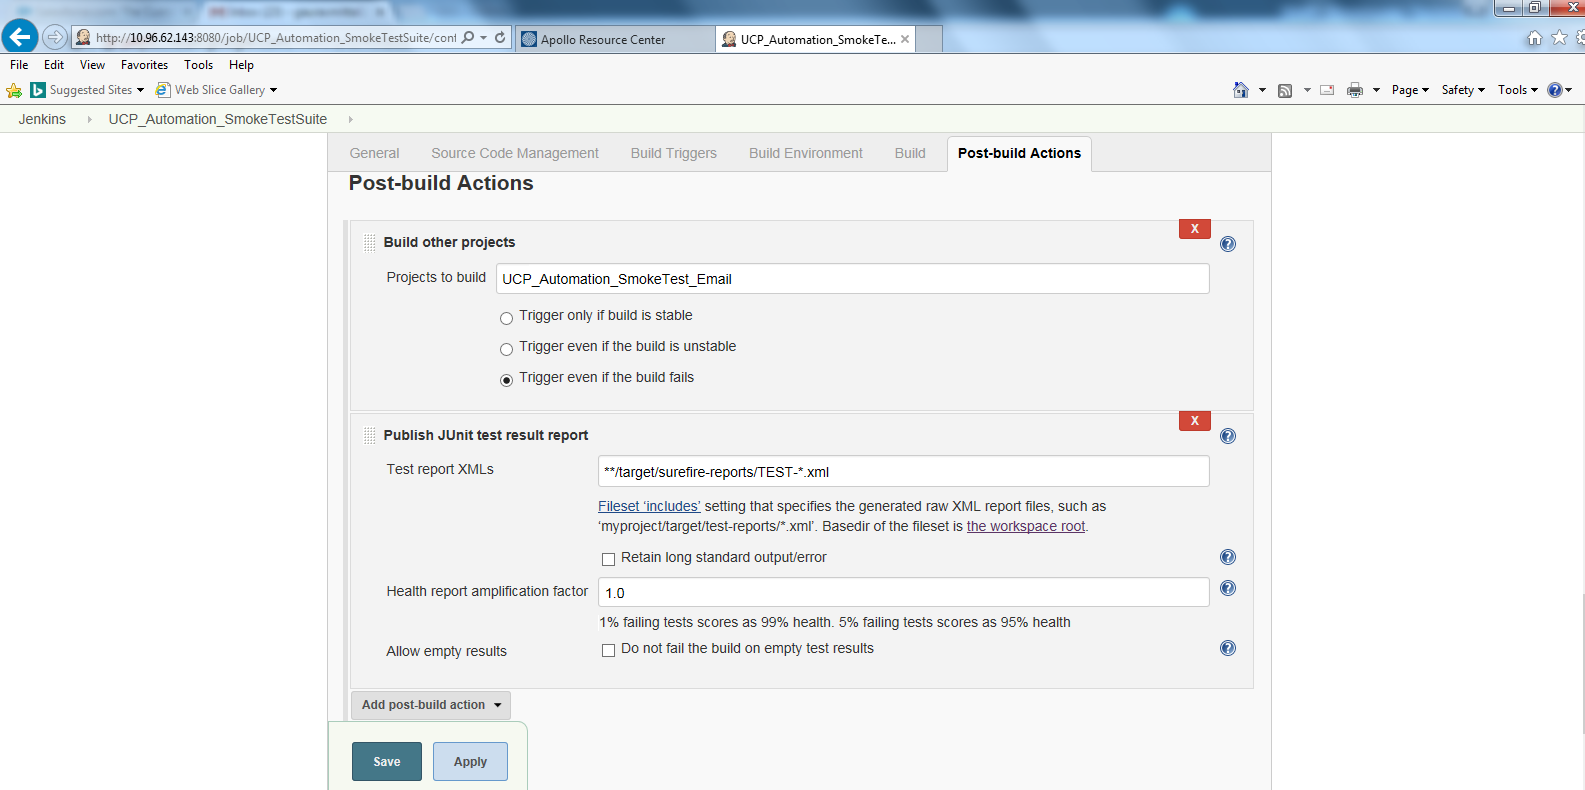 http://10.96.62.143:8080/job/UCP_Automation_SmokeTestSuite/conf
Apollo Resource Center
UCP_Automation_SmokeTe...
File Edit View Favorites Tools Help
Suggested Sites Web Slice Gallery
Page Safety Tools
Jenkins UCP_Automation_SmokeTestSuite
General Source Code Management Build Triggers Build Environment Build Post-build Actions
Post-build Actions
X
Build other projects
Projects to build UCP_Automation_SmokeTest_Email
Trigger only if build is stable
Trigger even if the build is unstable
Trigger even if the build fails
X
Publish JUnit test result report
Test report XMLs **/target/surefire-reports/TEST-*.xml
Fileset ‘includes’ setting that specifies the generated raw XML report files, such as
‘myproject/target/test-reports/*.xml’. Basedir of the fileset is the workspace root.
Retain long standard output/error
Health report amplification factor 1.0
1% failing tests scores as 99% health. 5% failing tests scores as 95% health
Allow empty results Do not fail the build on empty test results
Add post-build action
Save Apply